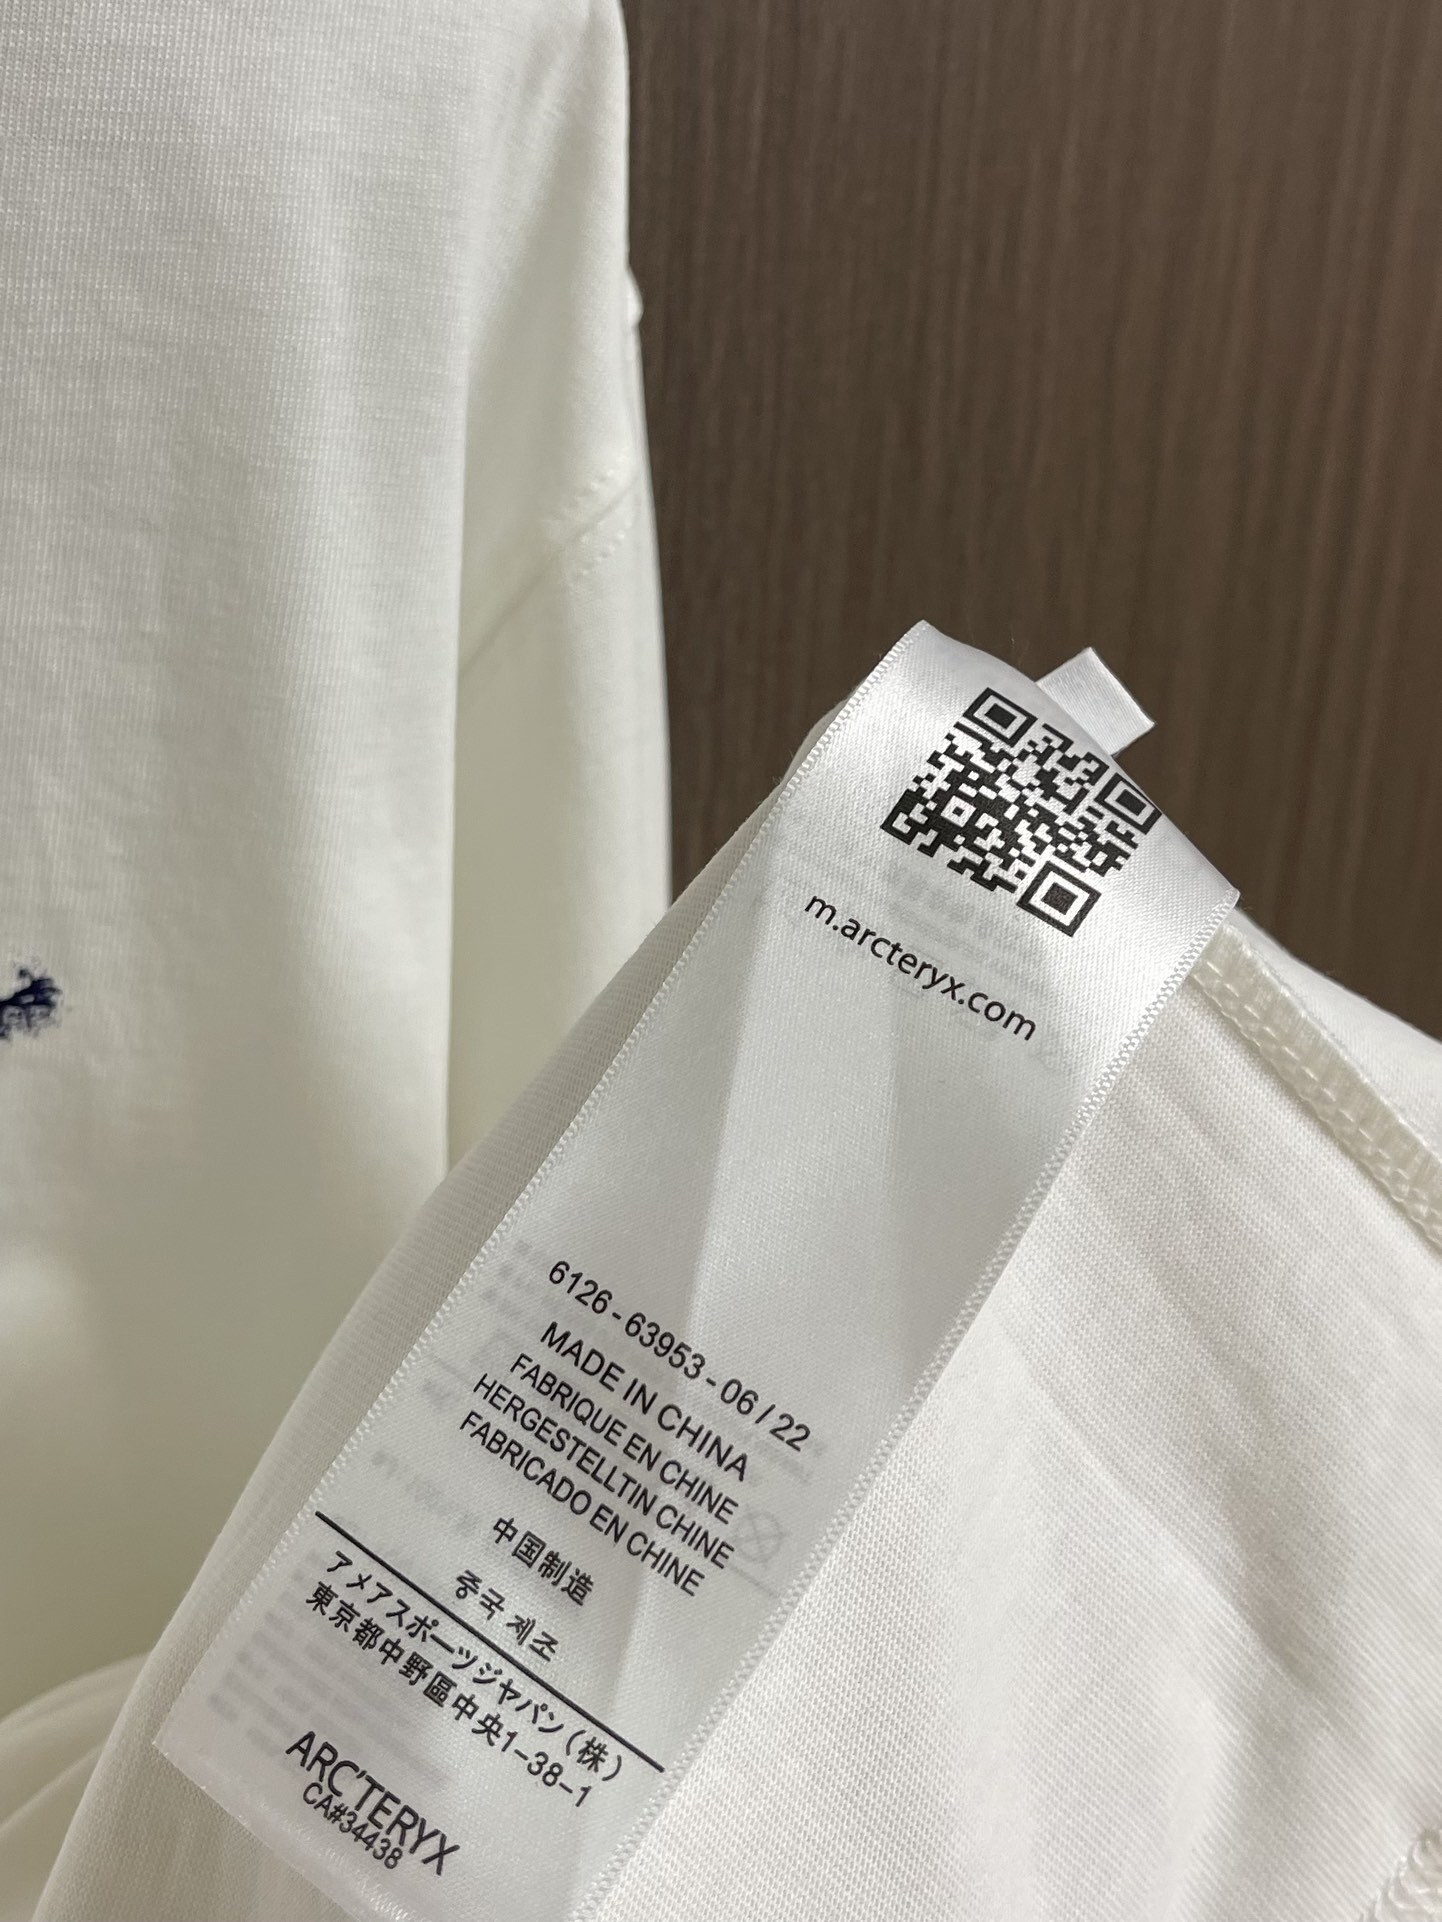 m.arcteryx.com
6126-63953-06/22
MADE IN CHINA
FABRIQUE EN CHINE
HERGESTELLTIN CHINE
FABRICADO EN CHINE
中国制造
중국 제조
アメアスポーツジャパン(株)
東京都中野區中央1-38-1
ARC'TERYX
CA#34438